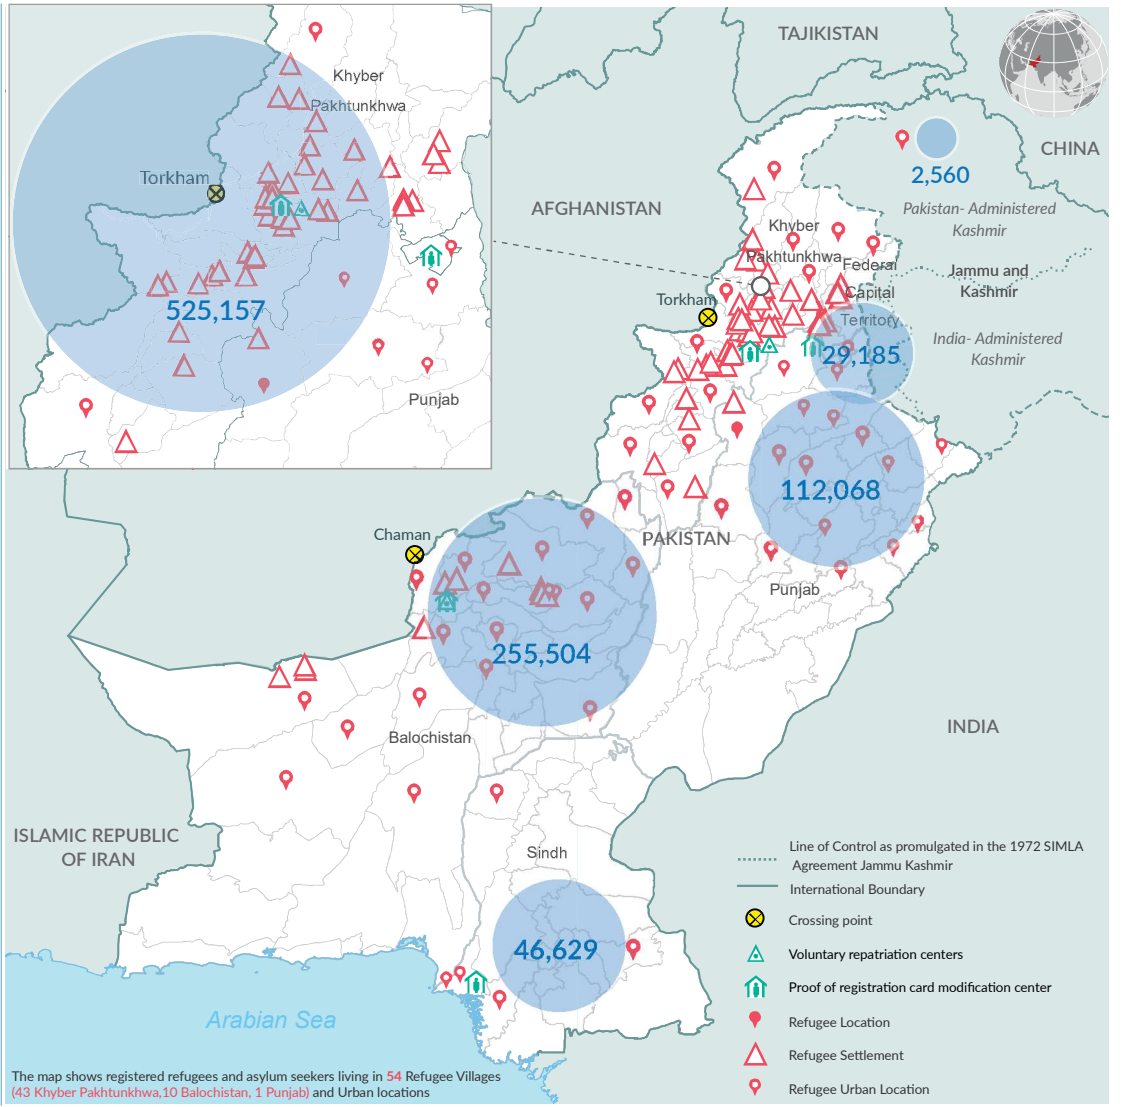 Khyber
Pakhtunkhwa
Torkham
525,157
Punjab
TAJIKISTAN
CHINA
2,560
Pakistan- Administered
Kashmir
AFGHANISTAN
Khyber
Pakhtunkhwa
Federal
Capital
Territory
Jammu and
Kashmir
Torkham
India- Administered
Kashmir
29,185
112,068
Chaman
PAKISTAN
Punjab
255,504
INDIA
Balochistan
ISLAMIC REPUBLIC
OF IRAN
Sindh
46,629
Arabian Sea
Line of Control as promulgated in the 1972 SIMLA
Agreement Jammu Kashmir
International Boundary
Crossing point
Voluntary repatriation centers
Proof of registration card modification center
Refugee Location
Refugee Settlement
Refugee Urban Location
The map shows registered refugees and asylum seekers living in 54 Refugee Villages
(43 Khyber Pakhtunkhwa,10 Balochistan, 1 Punjab) and Urban locations